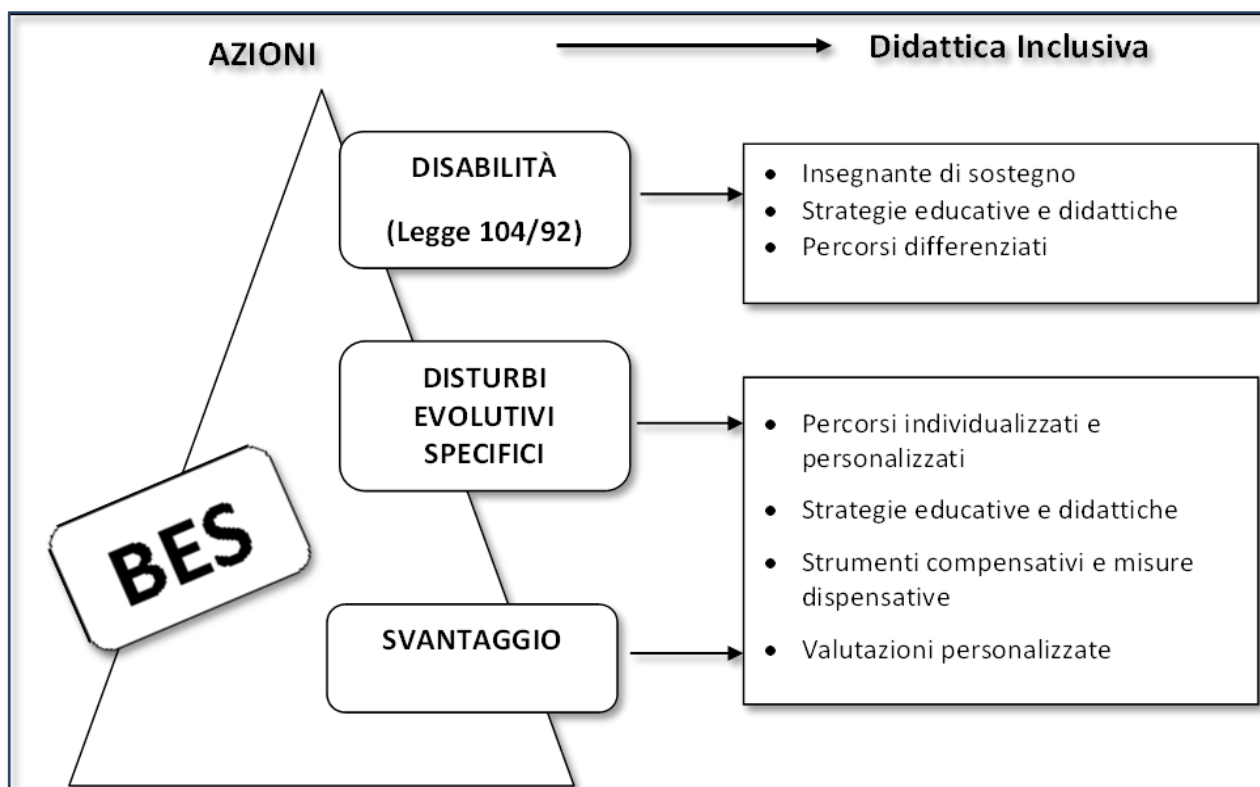 AZIONI
Didattica Inclusiva
DISABILITÀ
(Legge 104/92)
• Insegnante di sostegno
• Strategie educative e didattiche
• Percorsi differenziati
DISTURBI
EVOLUTIVI
SPECIFICI
• Percorsi individualizzati e
personalizzati
• Strategie educative e didattiche
• Strumenti compensativi e misure
dispensative
• Valutazioni personalizzate
BES
SVANTAGGIO